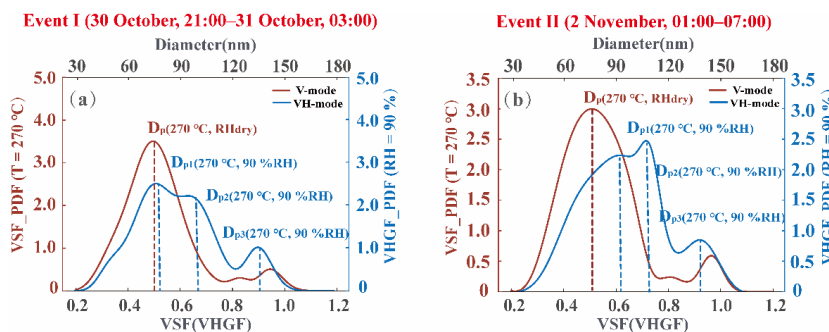 Event I (30 October, 21:00–31 October, 03:00)
Diameter(nm)
30 60 90 120 150 180
5.0 4.0 3.0 2.0 1.0 0
VSF_PDF (T = 270 °C)
(a)
V-mode
VH-mode
Dp(270 °C, RHdry)
Dp1(270 °C, 90 %RH)
Dp2(270 °C, 90 %RH)
Dp3(270 °C, 90 %RH)
5.0 4.0 3.0 2.0 1.0 0
VHGF_PDF (RH = 90 %)
0.2 0.4 0.6 0.8 1.0 1.2
VSF(VHGF)
Event II (2 November, 01:00–07:00)
Diameter(nm)
30 60 90 120 150 180
3.5 3.0 2.5 2.0 1.5 1.0 0.5 0.0
VSF_PDF (T = 270 °C)
(b)
V-mode
VH-mode
Dp(270 °C, RHdry)
Dp1(270 °C, 90 %RH)
Dp2(270 °C, 90 %RH)
Dp3(270 °C, 90 %RH)
3.5 3.0 2.5 2.0 1.5 1.0 0.5 0.0
VHGF_PDF (RH = 90 %)
0.2 0.4 0.6 0.8 1.0 1.2
VSF(VHGF)